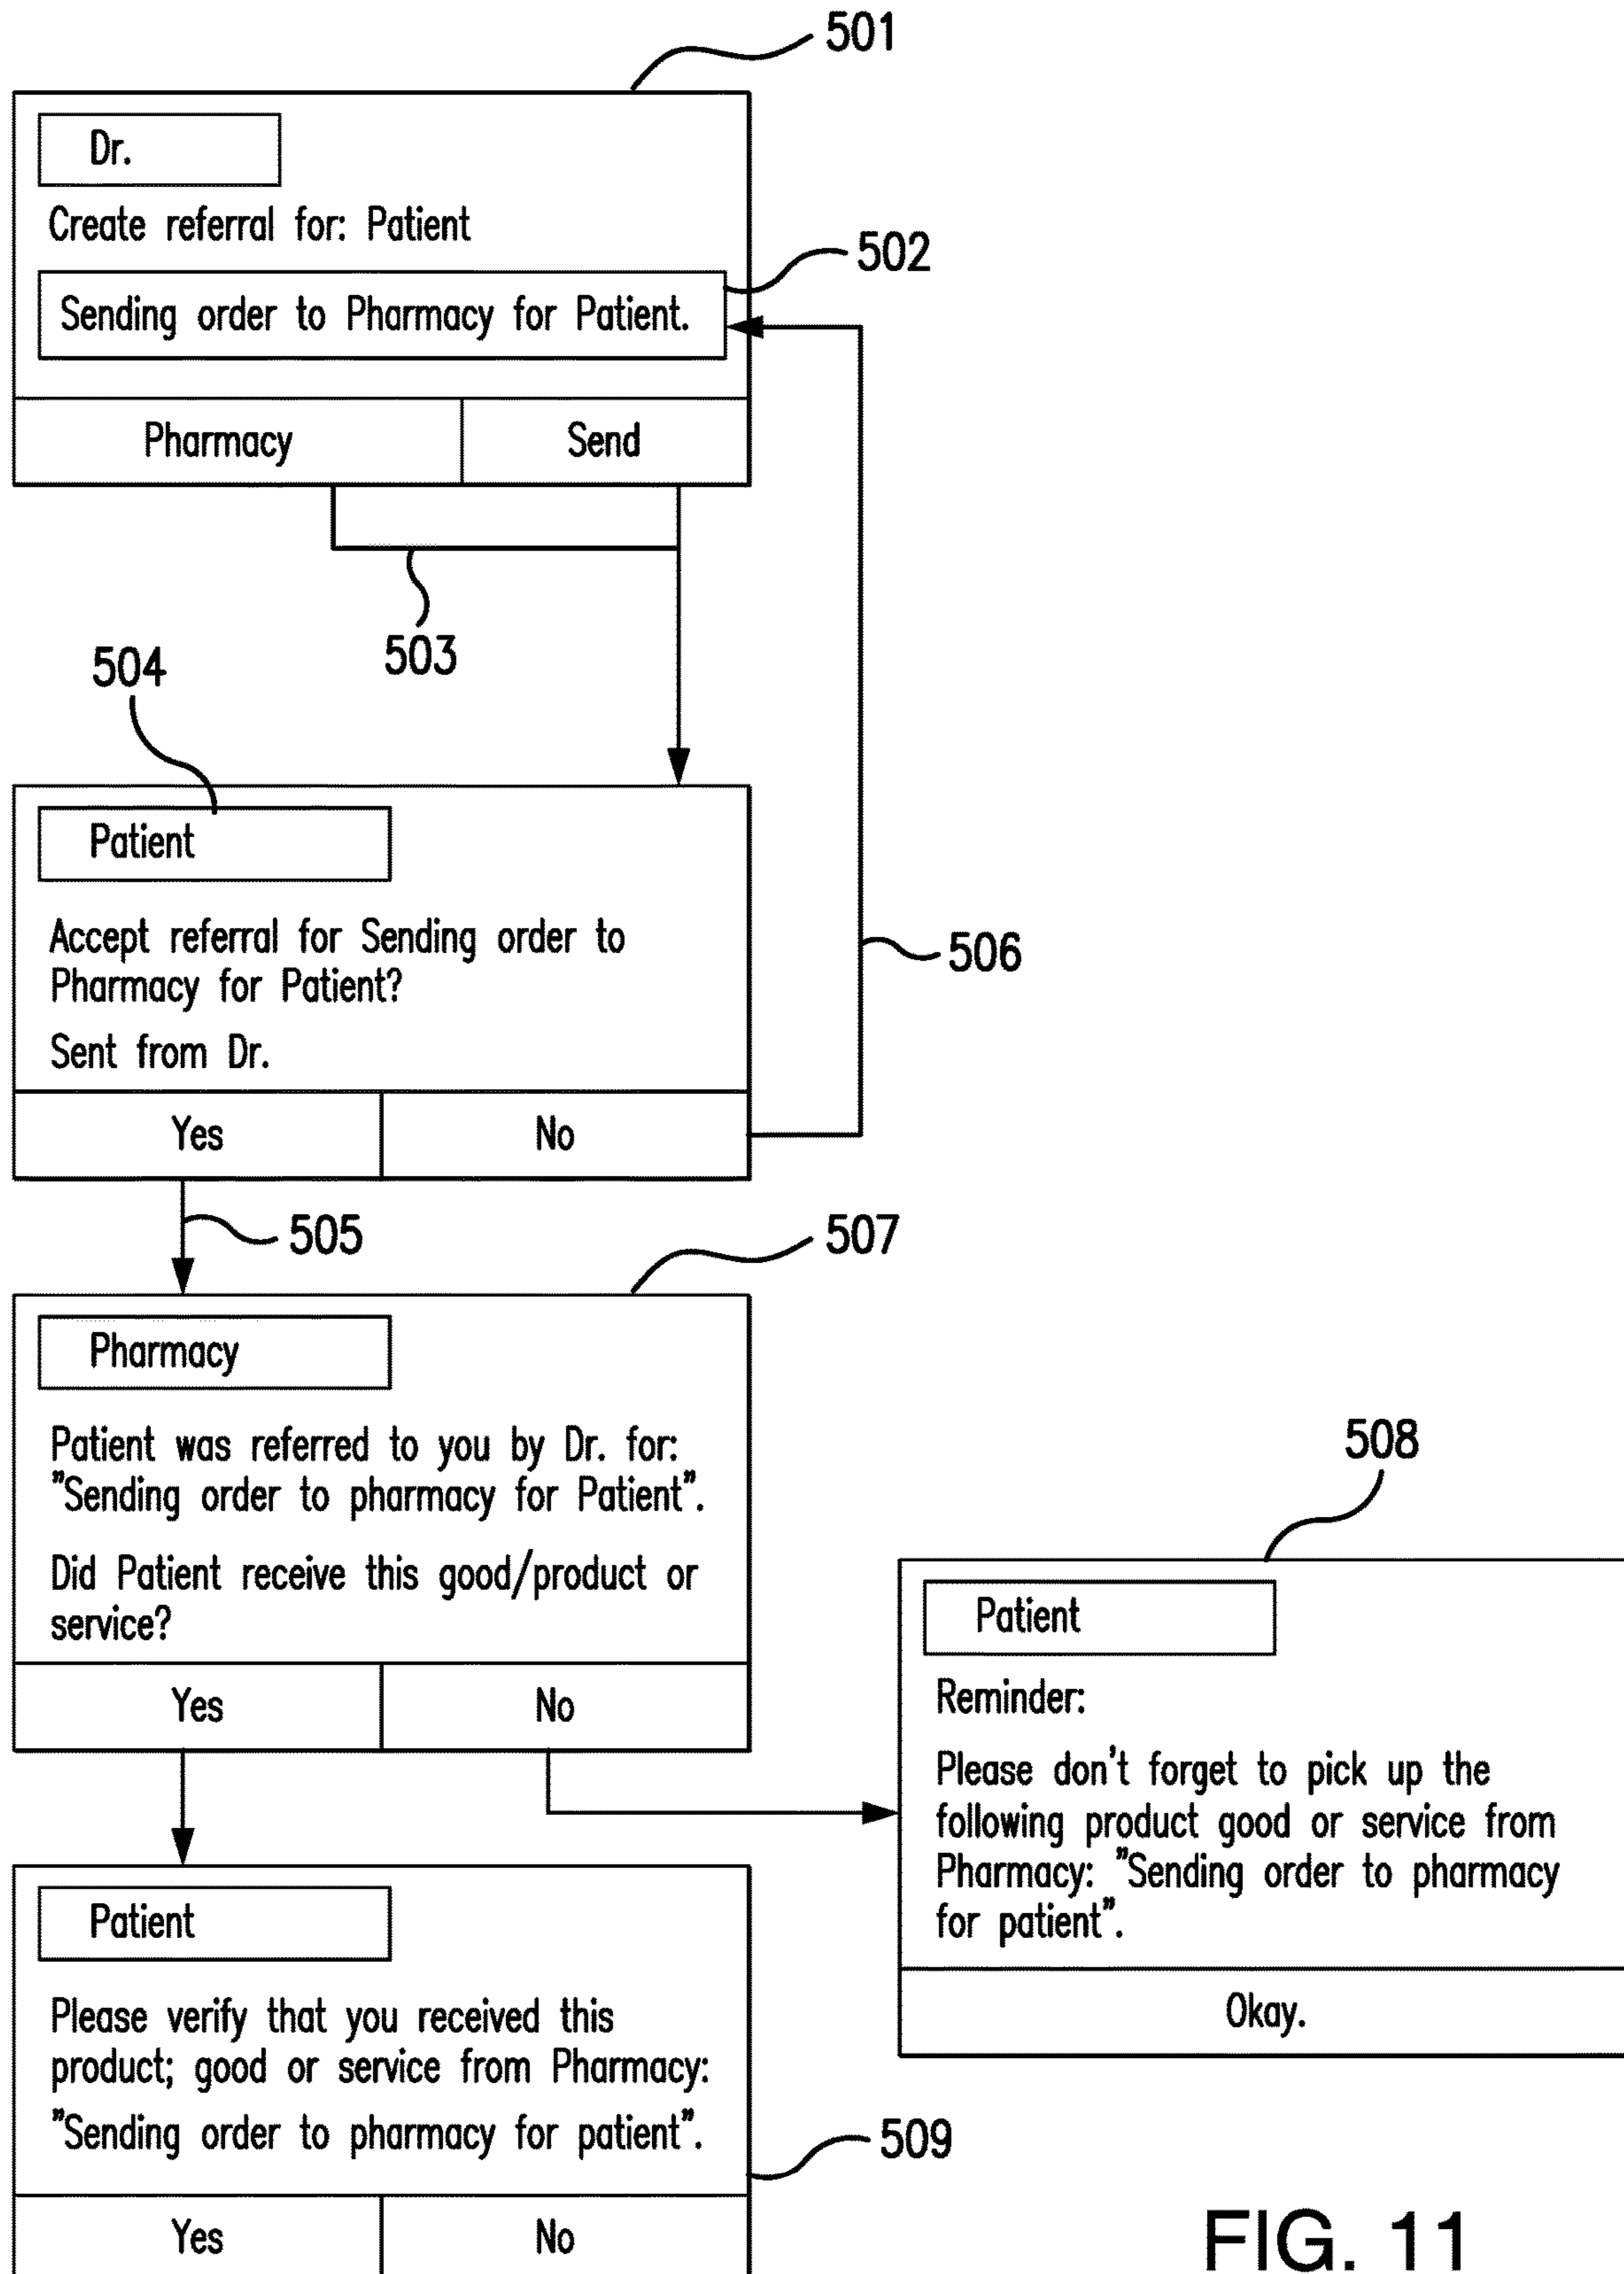 501
Dr.
Create referral for: Patient
502
Sending order to Pharmacy for Patient.
Pharmacy
Send
503
504
Patient
Accept referral for Sending order to
Pharmacy for Patient?
Sent from Dr.
506
Yes
No
505
507
Pharmacy
Patient was referred to you by Dr. for:
"Sending order to pharmacy for Patient".
Did Patient receive this good/product or
service?
Yes
No
508
Patient
Reminder:
Please don't forget to pick up the
following product good or service from
Pharmacy: "Sending order to pharmacy
for patient".
Okay.
Patient
Please verify that you received this
product; good or service from Pharmacy:
"Sending order to pharmacy for patient".
509
Yes
No
FIG. 11